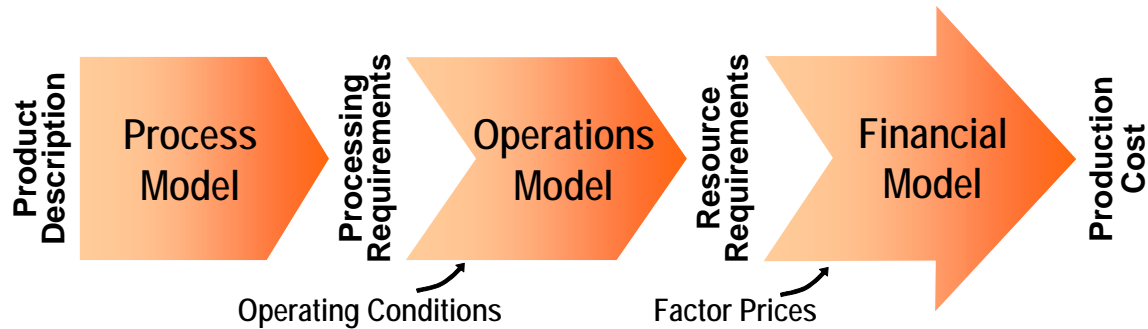 Product
Description
Process
Model
Processing
Requirements
Operations
Model
Resource
Requirements
Financial
Model
Production
Cost
Operating Conditions
Factor Prices